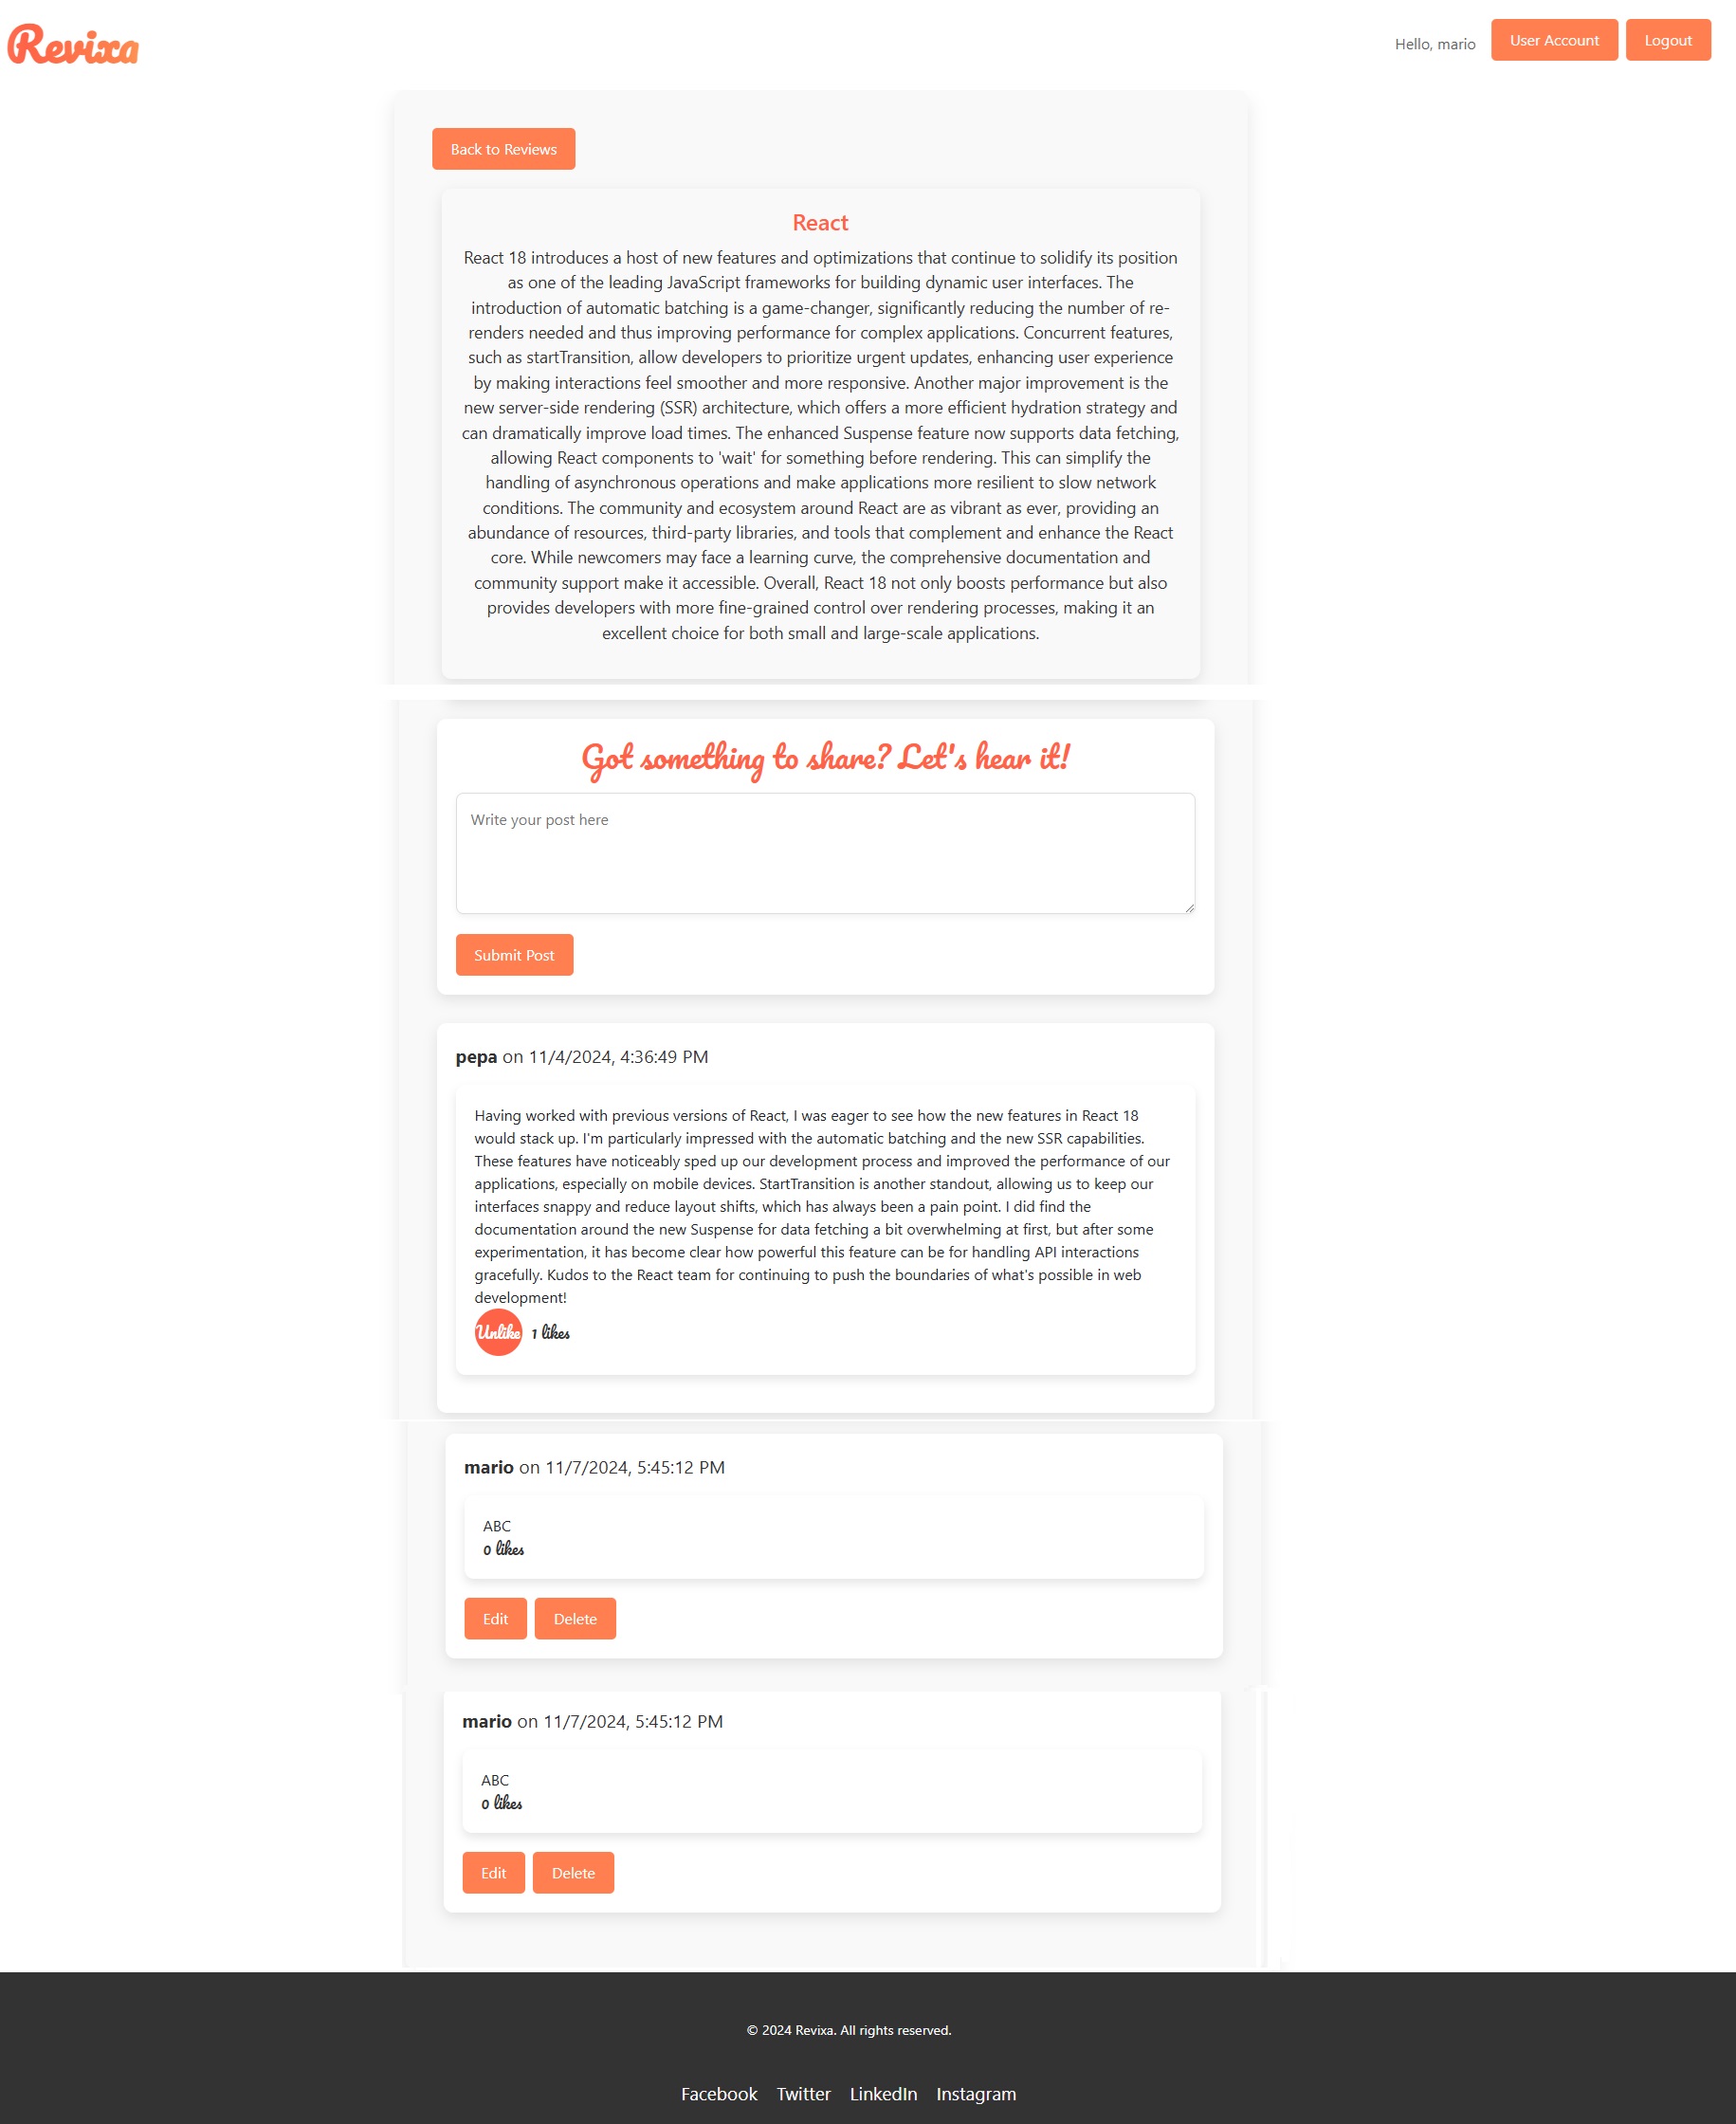 Revixa
Hello, mario
User Account
Logout
Back to Reviews
React
React 18 introduces a host of new features and optimizations that continue to solidify its position
as one of the leading JavaScript frameworks for building dynamic user interfaces. The
introduction of automatic batching is a game-changer, significantly reducing the number of re-
renders needed and thus improving performance for complex applications. Concurrent features,
such as startTransition, allow developers to prioritize urgent updates, enhancing user experience
by making interactions feel smoother and more responsive. Another major improvement is the
new server-side rendering (SSR) architecture, which offers a more efficient hydration strategy and
can dramatically improve load times. The enhanced Suspense feature now supports data fetching,
allowing React components to 'wait' for something before rendering. This can simplify the
handling of asynchronous operations and make applications more resilient to slow network
conditions. The community and ecosystem around React are as vibrant as ever, providing an
abundance of resources, third-party libraries, and tools that complement and enhance the React
core. While newcomers may face a learning curve, the comprehensive documentation and
community support make it accessible. Overall, React 18 not only boosts performance but also
provides developers with more fine-grained control over rendering processes, making it an
excellent choice for both small and large-scale applications.
Got something to share? Let's hear it!
Write your post here
Submit Post
pepa on 11/4/2024, 4:36:49 PM
Having worked with previous versions of React, I was eager to see how the new features in React 18
would stack up. I'm particularly impressed with the automatic batching and the new SSR capabilities.
These features have noticeably sped up our development process and improved the performance of our
applications, especially on mobile devices. StartTransition is another standout, allowing us to keep our
interfaces snappy and reduce layout shifts, which has always been a pain point. I did find the
documentation around the new Suspense for data fetching a bit overwhelming at first, but after some
experimentation, it has become clear how powerful this feature can be for handling API interactions
gracefully. Kudos to the React team for continuing to push the boundaries of what's possible in web
development!
Unlike 1 likes
mario on 11/7/2024, 5:45:12 PM
ABC
0 likes
Edit
Delete
mario on 11/7/2024, 5:45:12 PM
ABC
0 likes
Edit
Delete
© 2024 Revixa. All rights reserved.
Facebook Twitter LinkedIn Instagram